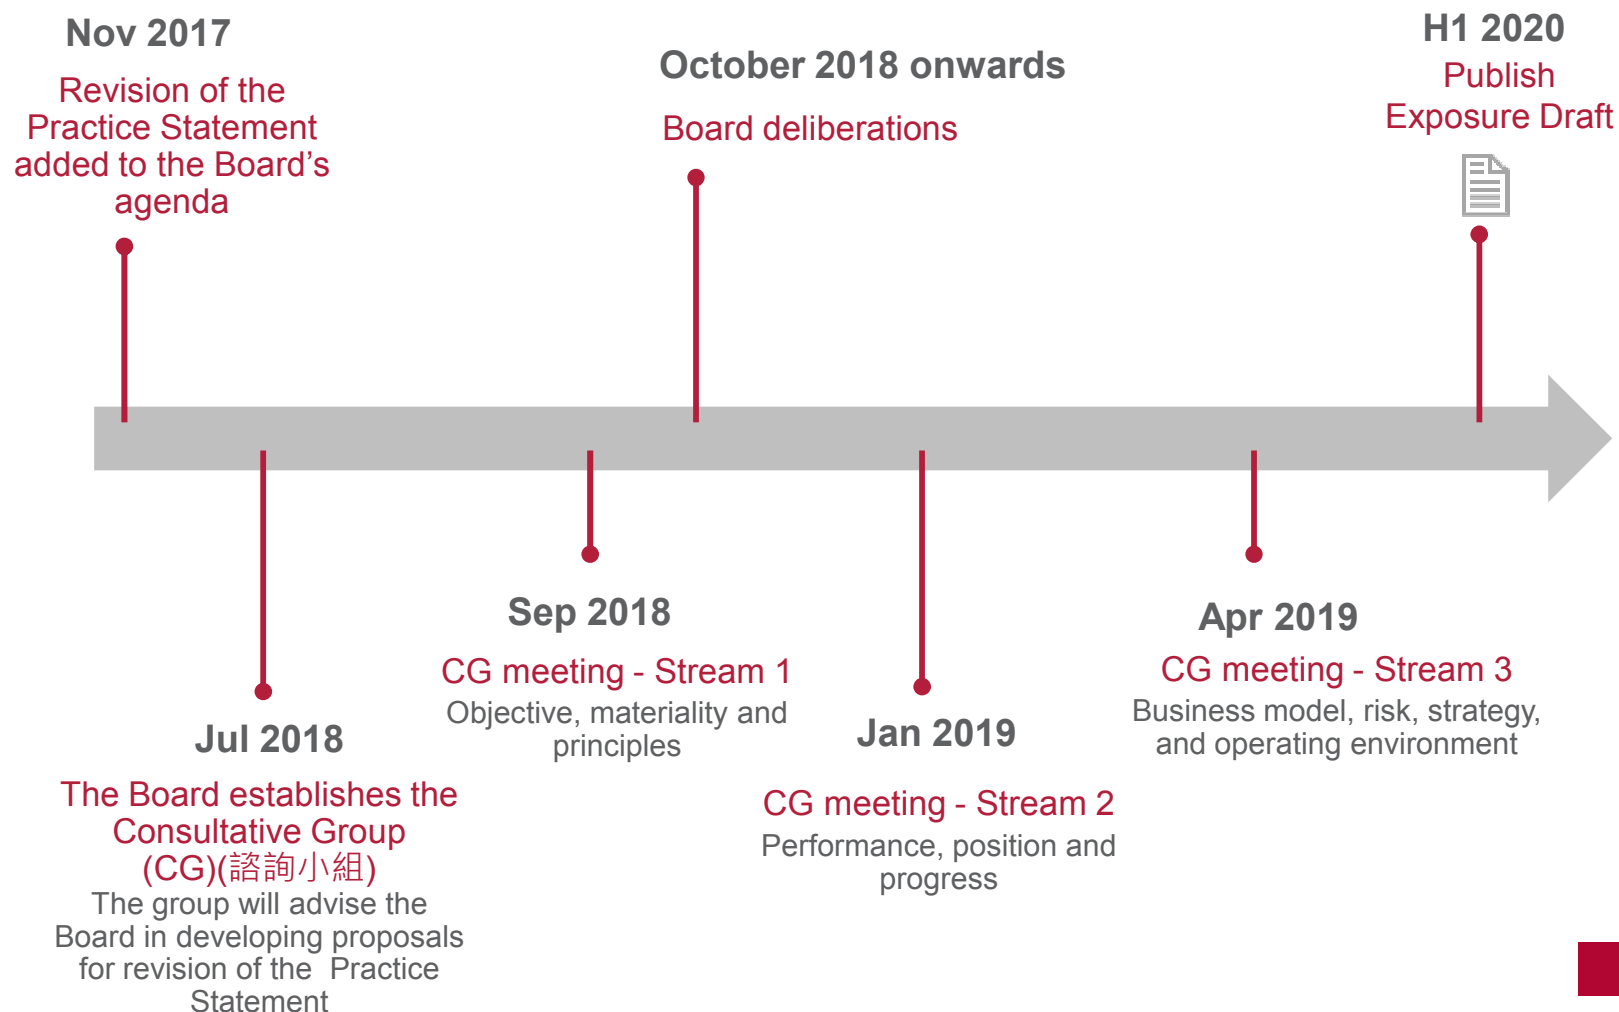 Nov 2017
Revision of the
Practice Statement
added to the Board’s
agenda
October 2018 onwards
Board deliberations
H1 2020
Publish
Exposure Draft
Jul 2018
The Board establishes the
Consultative Group
(CG)(諮詢小組)
The group will advise the
Board in developing proposals
for revision of the  Practice
Statement
Sep 2018
CG meeting - Stream 1
Objective, materiality and
principles
Jan 2019
CG meeting - Stream 2
Performance, position and
progress
Apr 2019
CG meeting - Stream 3
Business model, risk, strategy,
and operating environment